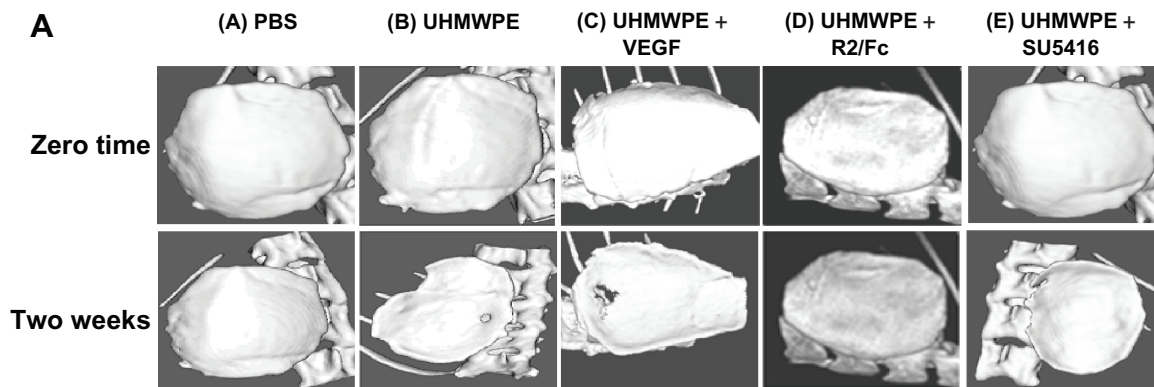 A
(A) PBS
(B) UHMWPE
(C) UHMWPE +
VEGF
(D) UHMWPE +
R2/Fc
(E) UHMWPE +
SU5416
Zero time
Two weeks